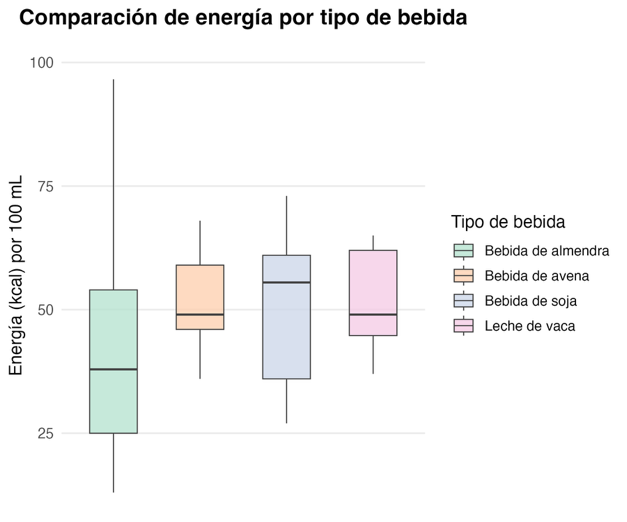 Comparación de energía por tipo de bebida
Energía (kcal) por 100 mL
100
75
50
25
Tipo de bebida
Bebida de almendra
Bebida de avena
Bebida de soja
Leche de vaca